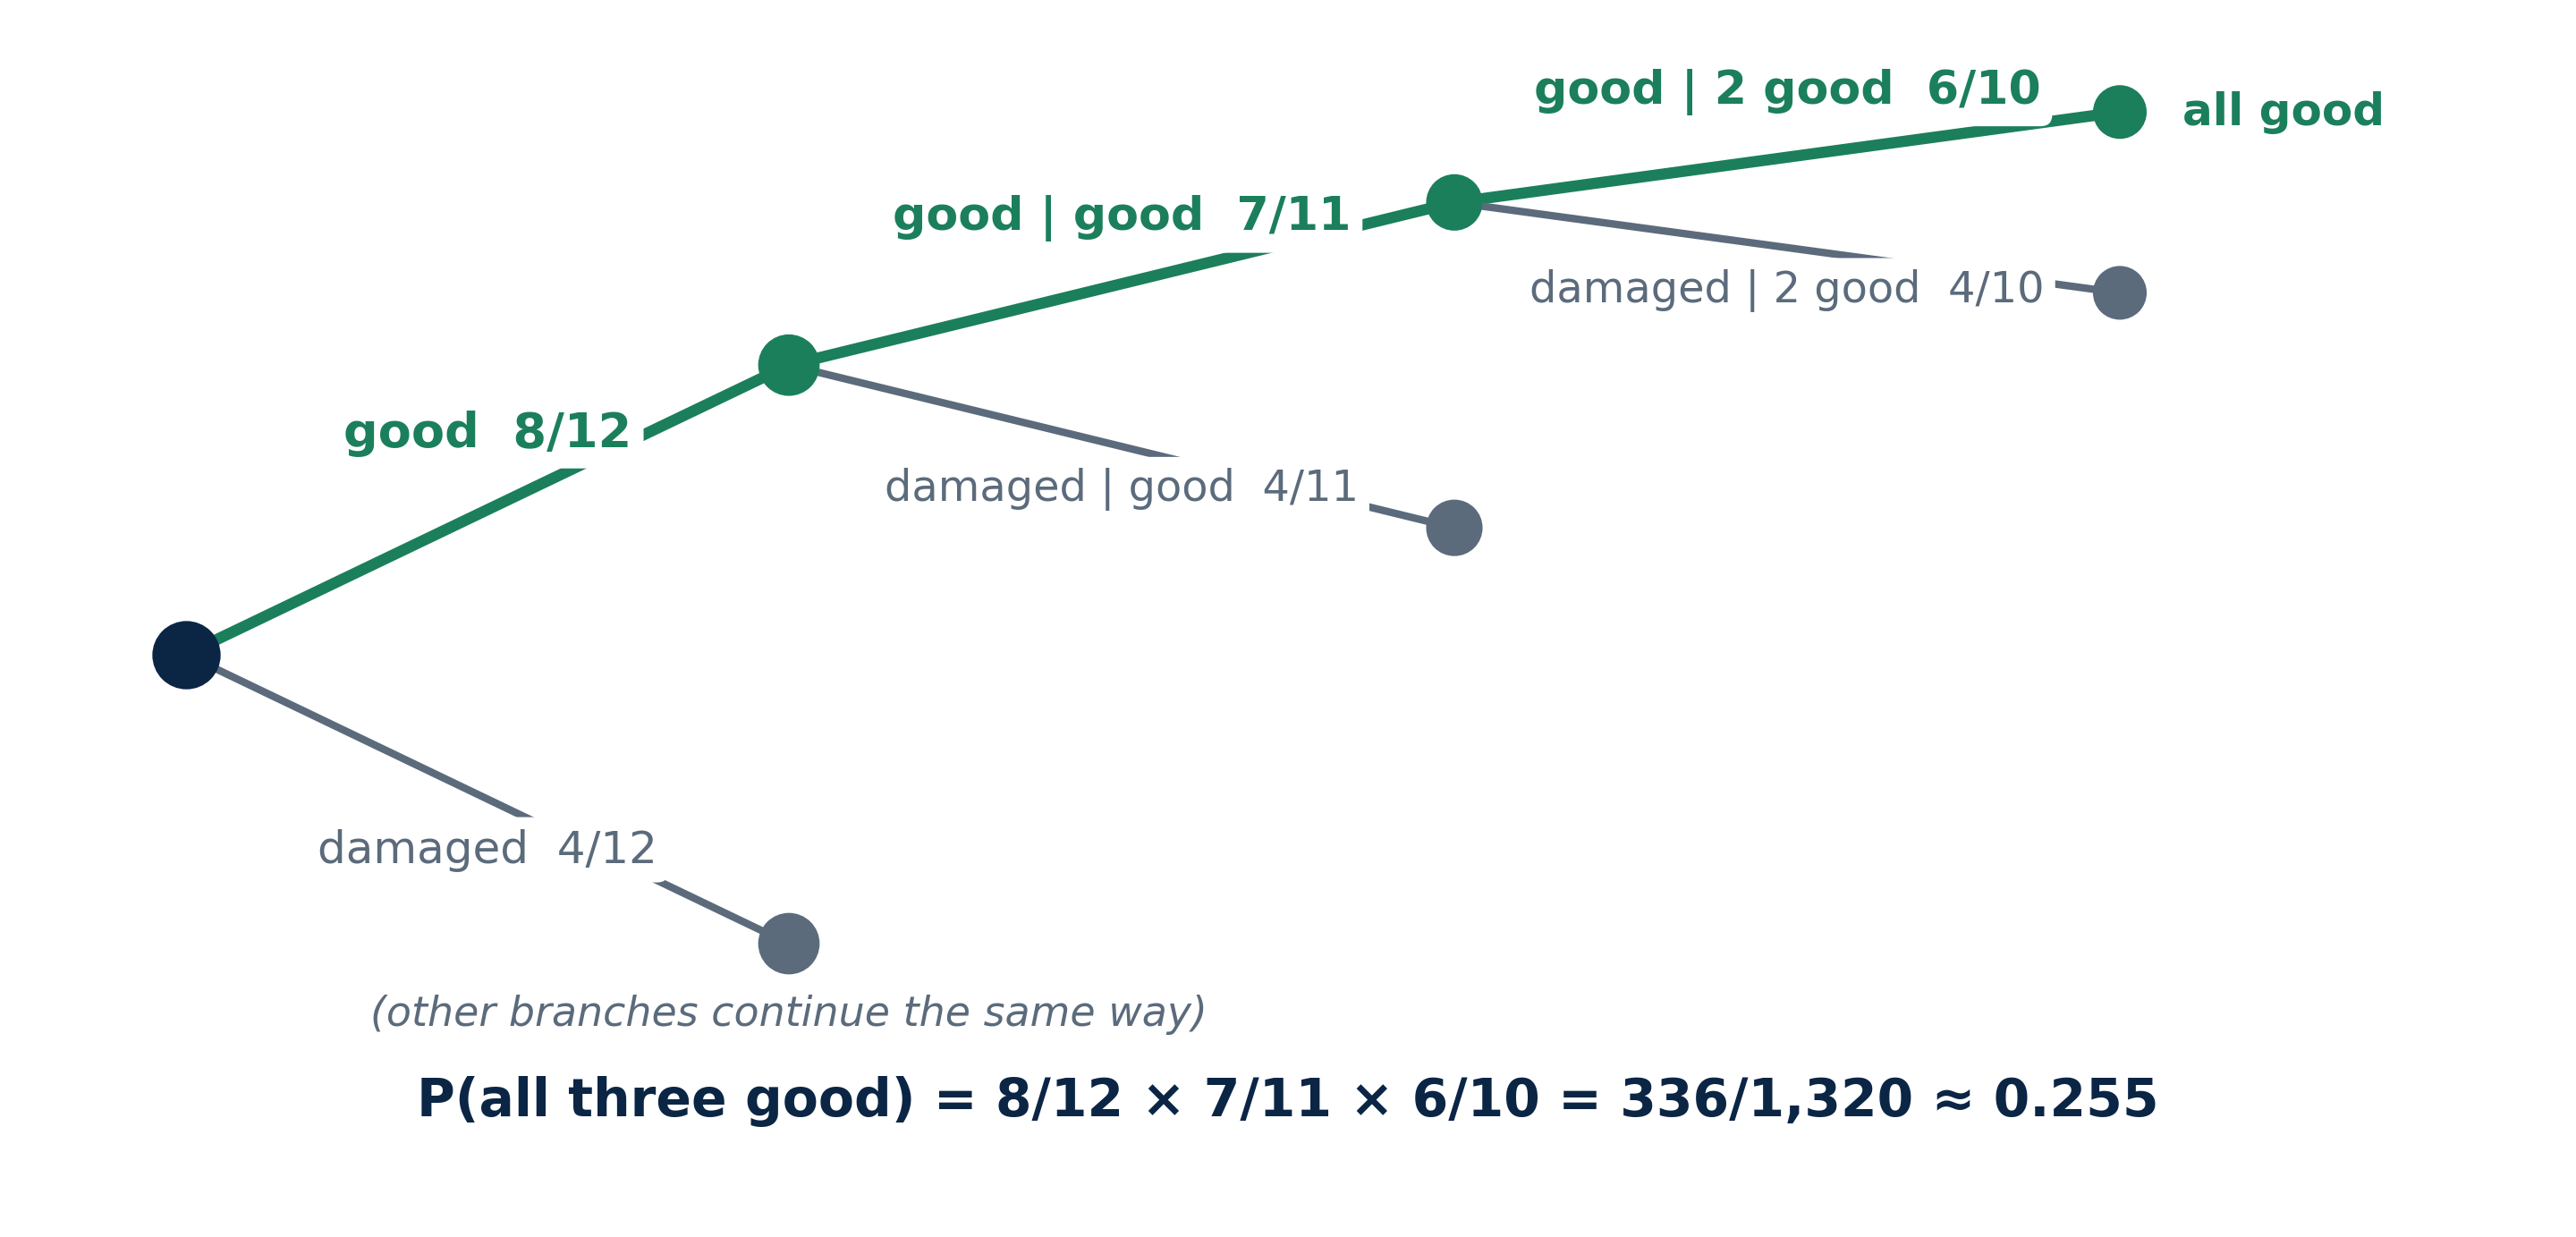 good | 2 good 6/10
all good
good | good 7/11
damaged | 2 good 4/10
good 8/12
damaged | good 4/11
damaged 4/12
(other branches continue the same way)
P(all three good) = 8/12 × 7/11 × 6/10 = 336/1,320 ≈ 0.255